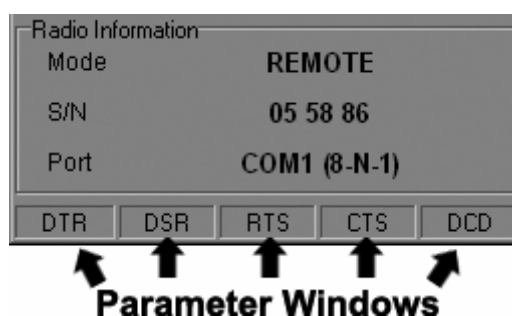 Radio Information
Mode REMOTE
S/N 05 58 86
Port COM1 (8-N-1)
DTR DSR RTS CTS DCD
Parameter Windows